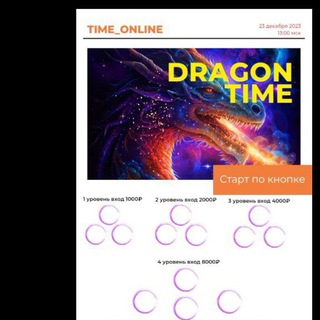 TIME_ONLINE
23 декабря 2023
13:00 мск
DRAGON
TIME
Старт по кнопке
1 уровень вход 1000₽
2 уровень вход 2000₽
3 уровень вход 4000₽
4 уровень вход 8000₽